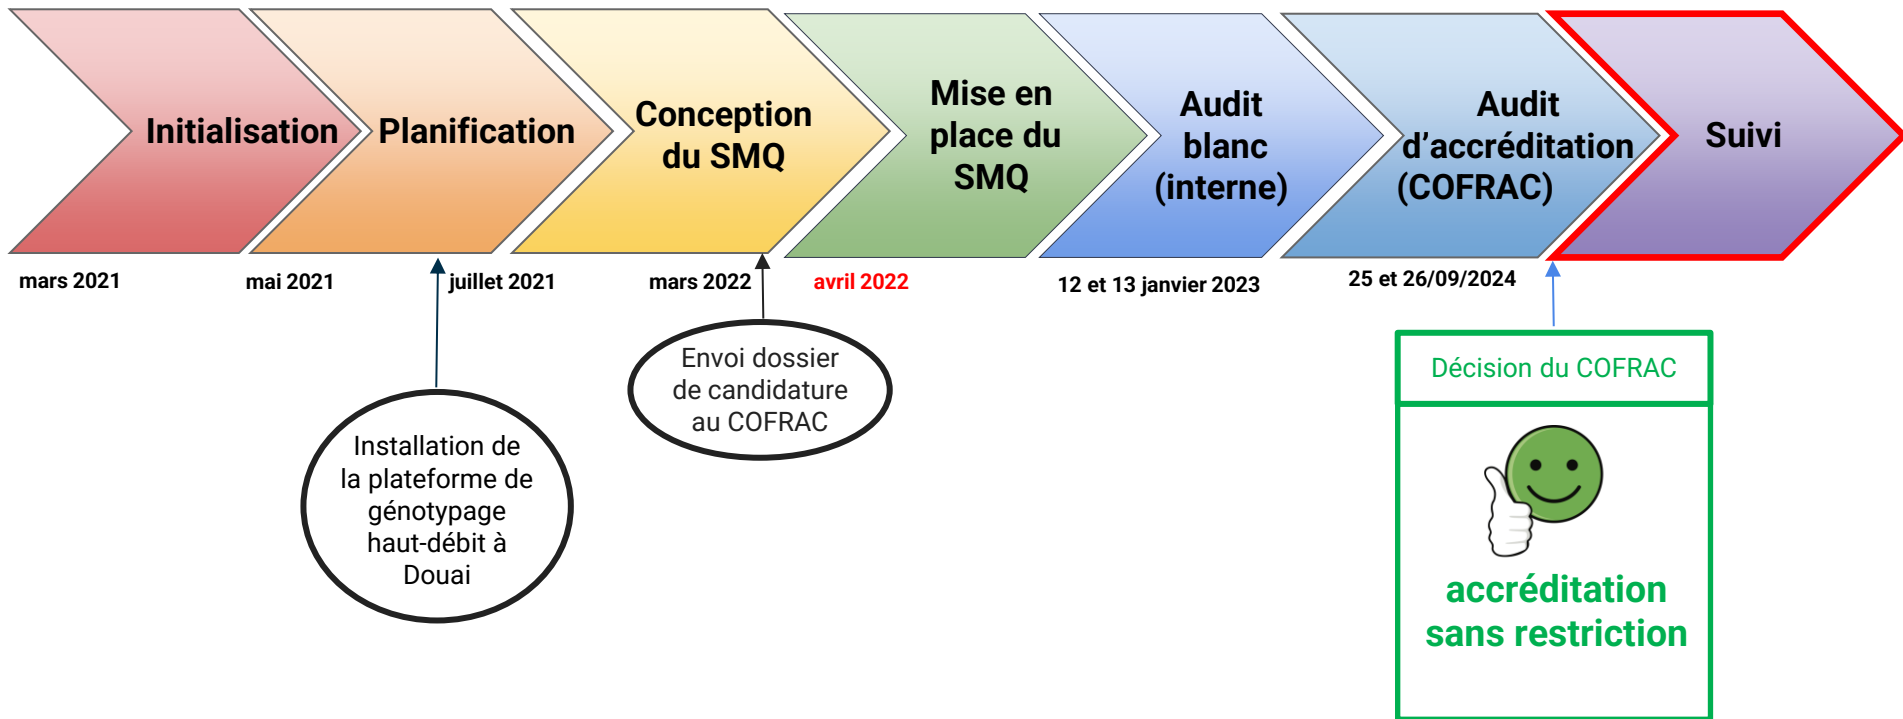 Initialisation
Planification
Conception
du SMQ
Mise en
place du
SMQ
Audit
blanc
(interne)
Audit
d’accréditation
(COFRAC)
Suivi
mars 2021
mai 2021
juillet 2021
mars 2022
avril 2022
12 et 13 janvier 2023
25 et 26/09/2024
Installation de
la plateforme de
génotypage
haut-débit à
Douai
Envoi dossier
de candidature
au COFRAC
Décision du COFRAC
accréditation
sans restriction